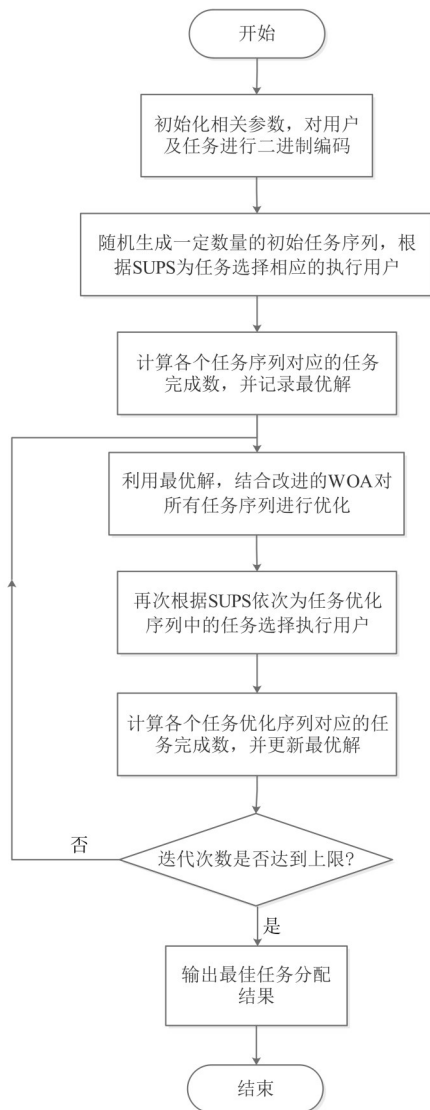 开始
初始化相关参数，对用户
及任务进行二进制编码
随机生成一定数量的初始任务序列，根
据SUPS为任务选择相应的执行用户
计算各个任务序列对应的任务
完成数，并记录最优解
利用最优解，结合改进的WOA对
所有任务序列进行优化
再次根据SUPS依次为任务优化
序列中的任务选择执行用户
计算各个任务优化序列对应的任
务完成数，并更新最优解
否
迭代次数是否达到上限?
是
输出最佳任务分配
结果
结束